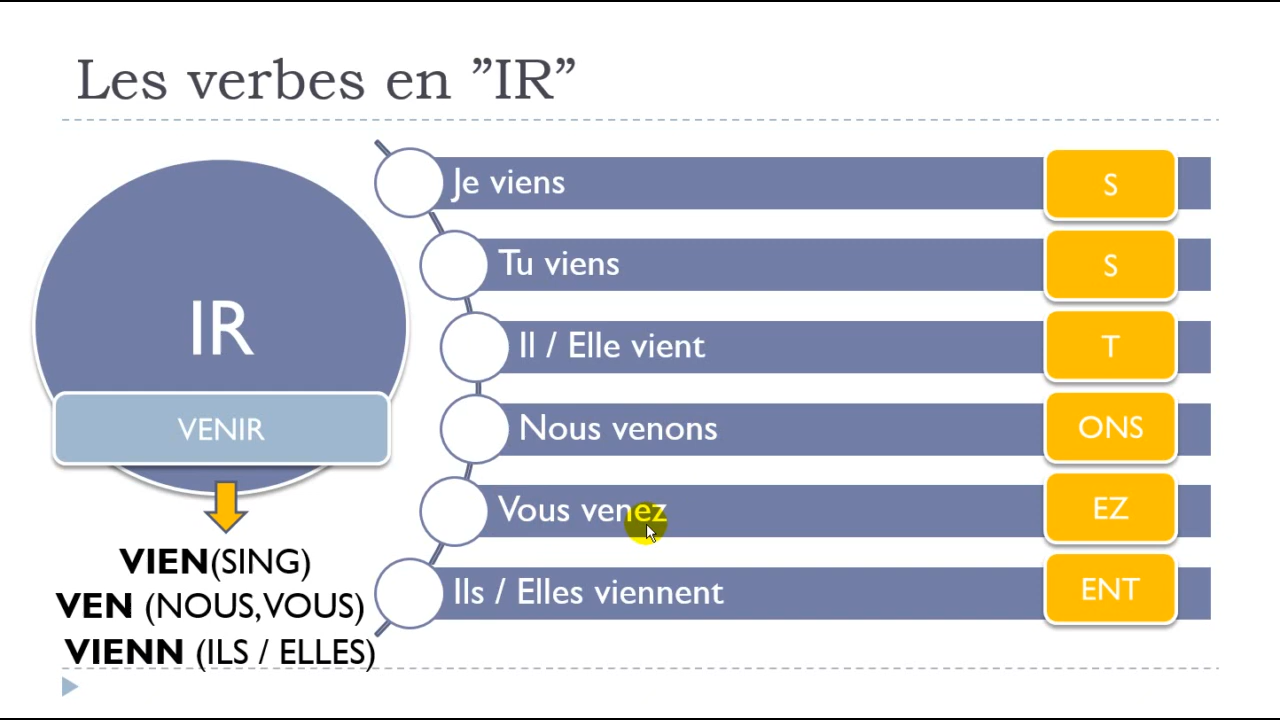 Les verbes en ”IR”
IR
VENIR
VIEN(SING)
VEN (NOUS,VOUS)
VIENN (ILS / ELLES)
Je viens S
Tu viens S
Il / Elle vient T
Nous venons ONS
Vous venez EZ
Ils / Elles viennent ENT